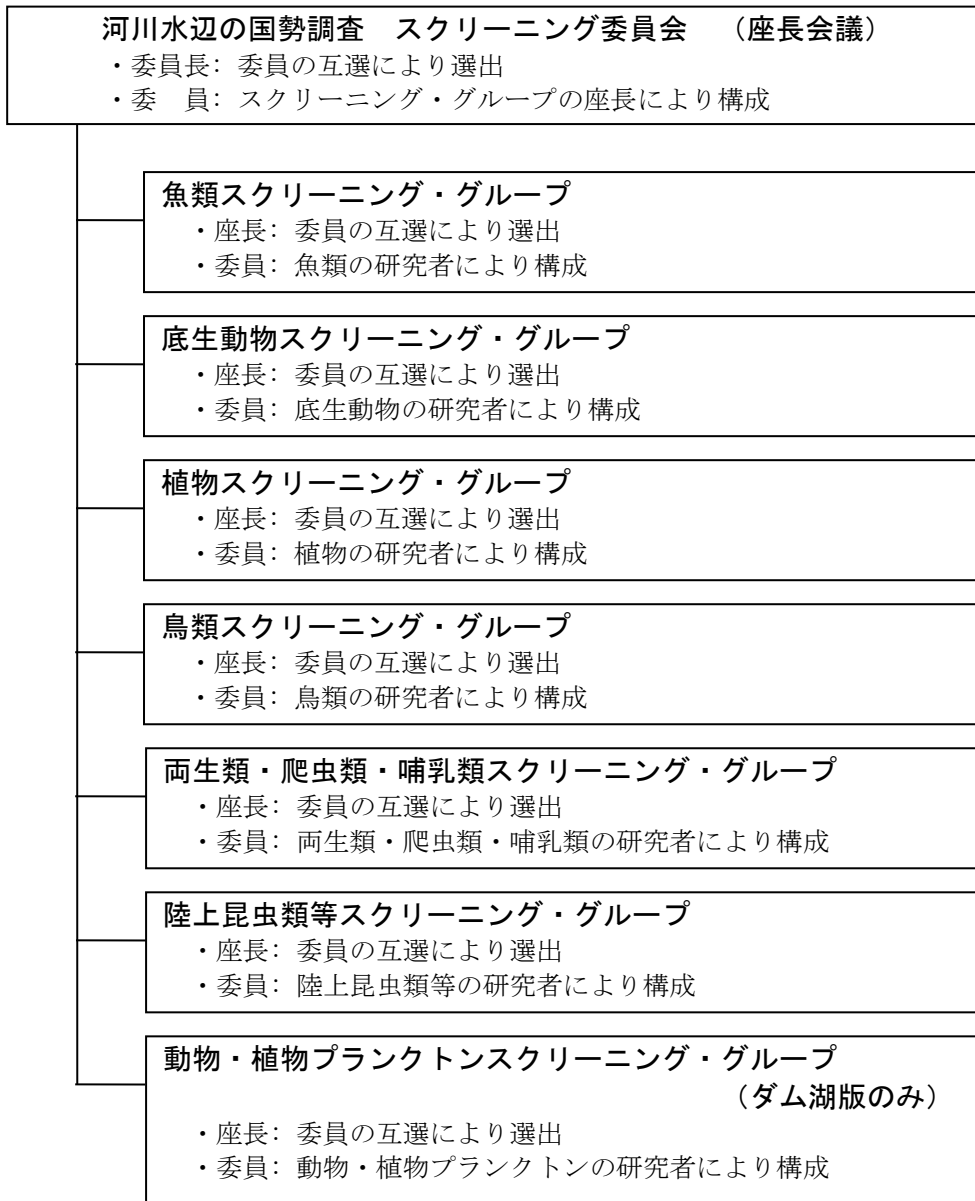 河川水辺の国勢調査　スクリーニング委員会　（座長会議）
・委員長：委員の互選により選出
・委　員：スクリーニング・グループの座長により構成
魚類スクリーニング・グループ
・座長：委員の互選により選出
・委員：魚類の研究者により構成
底生動物スクリーニング・グループ
・座長：委員の互選により選出
・委員：底生動物の研究者により構成
植物スクリーニング・グループ
・座長：委員の互選により選出
・委員：植物の研究者により構成
鳥類スクリーニング・グループ
・座長：委員の互選により選出
・委員：鳥類の研究者により構成
両生類・爬虫類・哺乳類スクリーニング・グループ
・座長：委員の互選により選出
・委員：両生類・爬虫類・哺乳類の研究者により構成
陸上昆虫類等スクリーニング・グループ
・座長：委員の互選により選出
・委員：陸上昆虫類等の研究者により構成
動物・植物プランクトンスクリーニング・グループ
（ダム湖版のみ）
・座長：委員の互選により選出
・委員：動物・植物プランクトンの研究者により構成